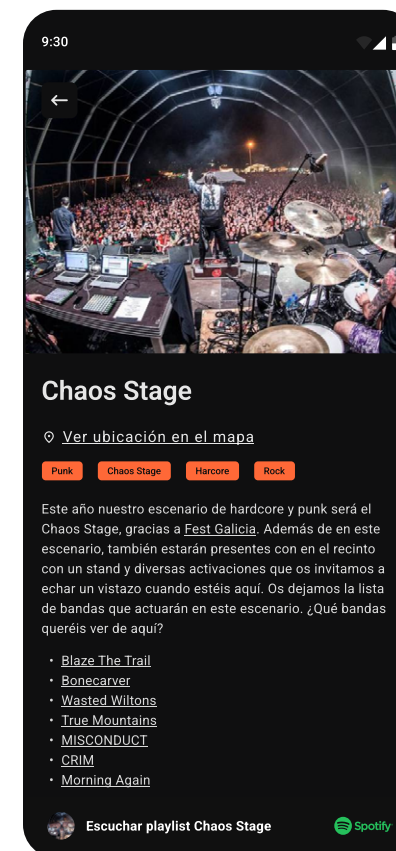 9:30
Chaos Stage
Ver ubicación en el mapa
Punk Chaos Stage Harcore Rock
Este año nuestro escenario de hardcore y punk será el
Chaos Stage, gracias a Fest Galicia. Además de en este
escenario, también estarán presentes con en el recinto
con un stand y diversas activaciones que os invitamos a
echar un vistazo cuando estéis aquí. Os dejamos la lista
de bandas que actuarán en este escenario. ¿Qué bandas
queréis ver de aquí?
• Blaze The Trail
• Bonecarver
• Wasted Wiltons
• True Mountains
• MISCONDUCT
• CRIM
• Morning Again
Escuchar playlist Chaos Stage Spotify